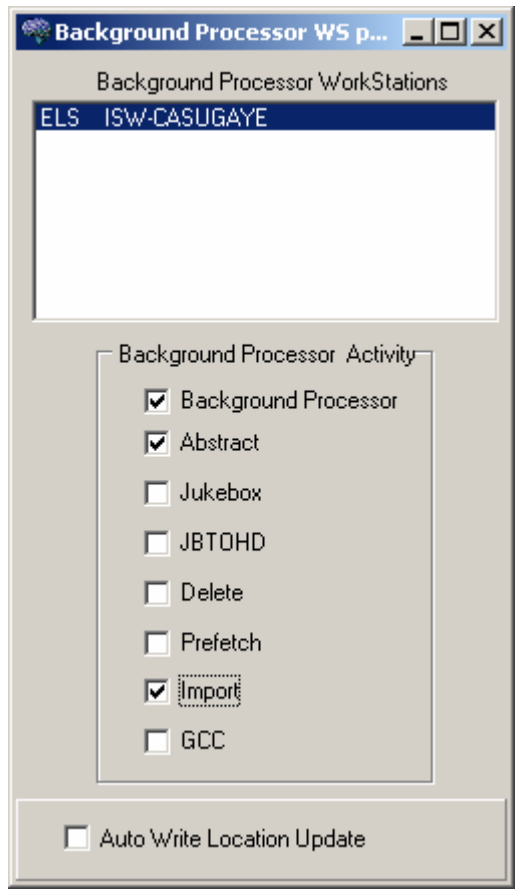 Background Processor WS p...
Background Processor WorkStations
ELS ISW-CASUGAYE
Background Processor Activity
Background Processor
Abstract
Jukebox
JBTOHD
Delete
Prefetch
Import
GCC
Auto Write Location Update